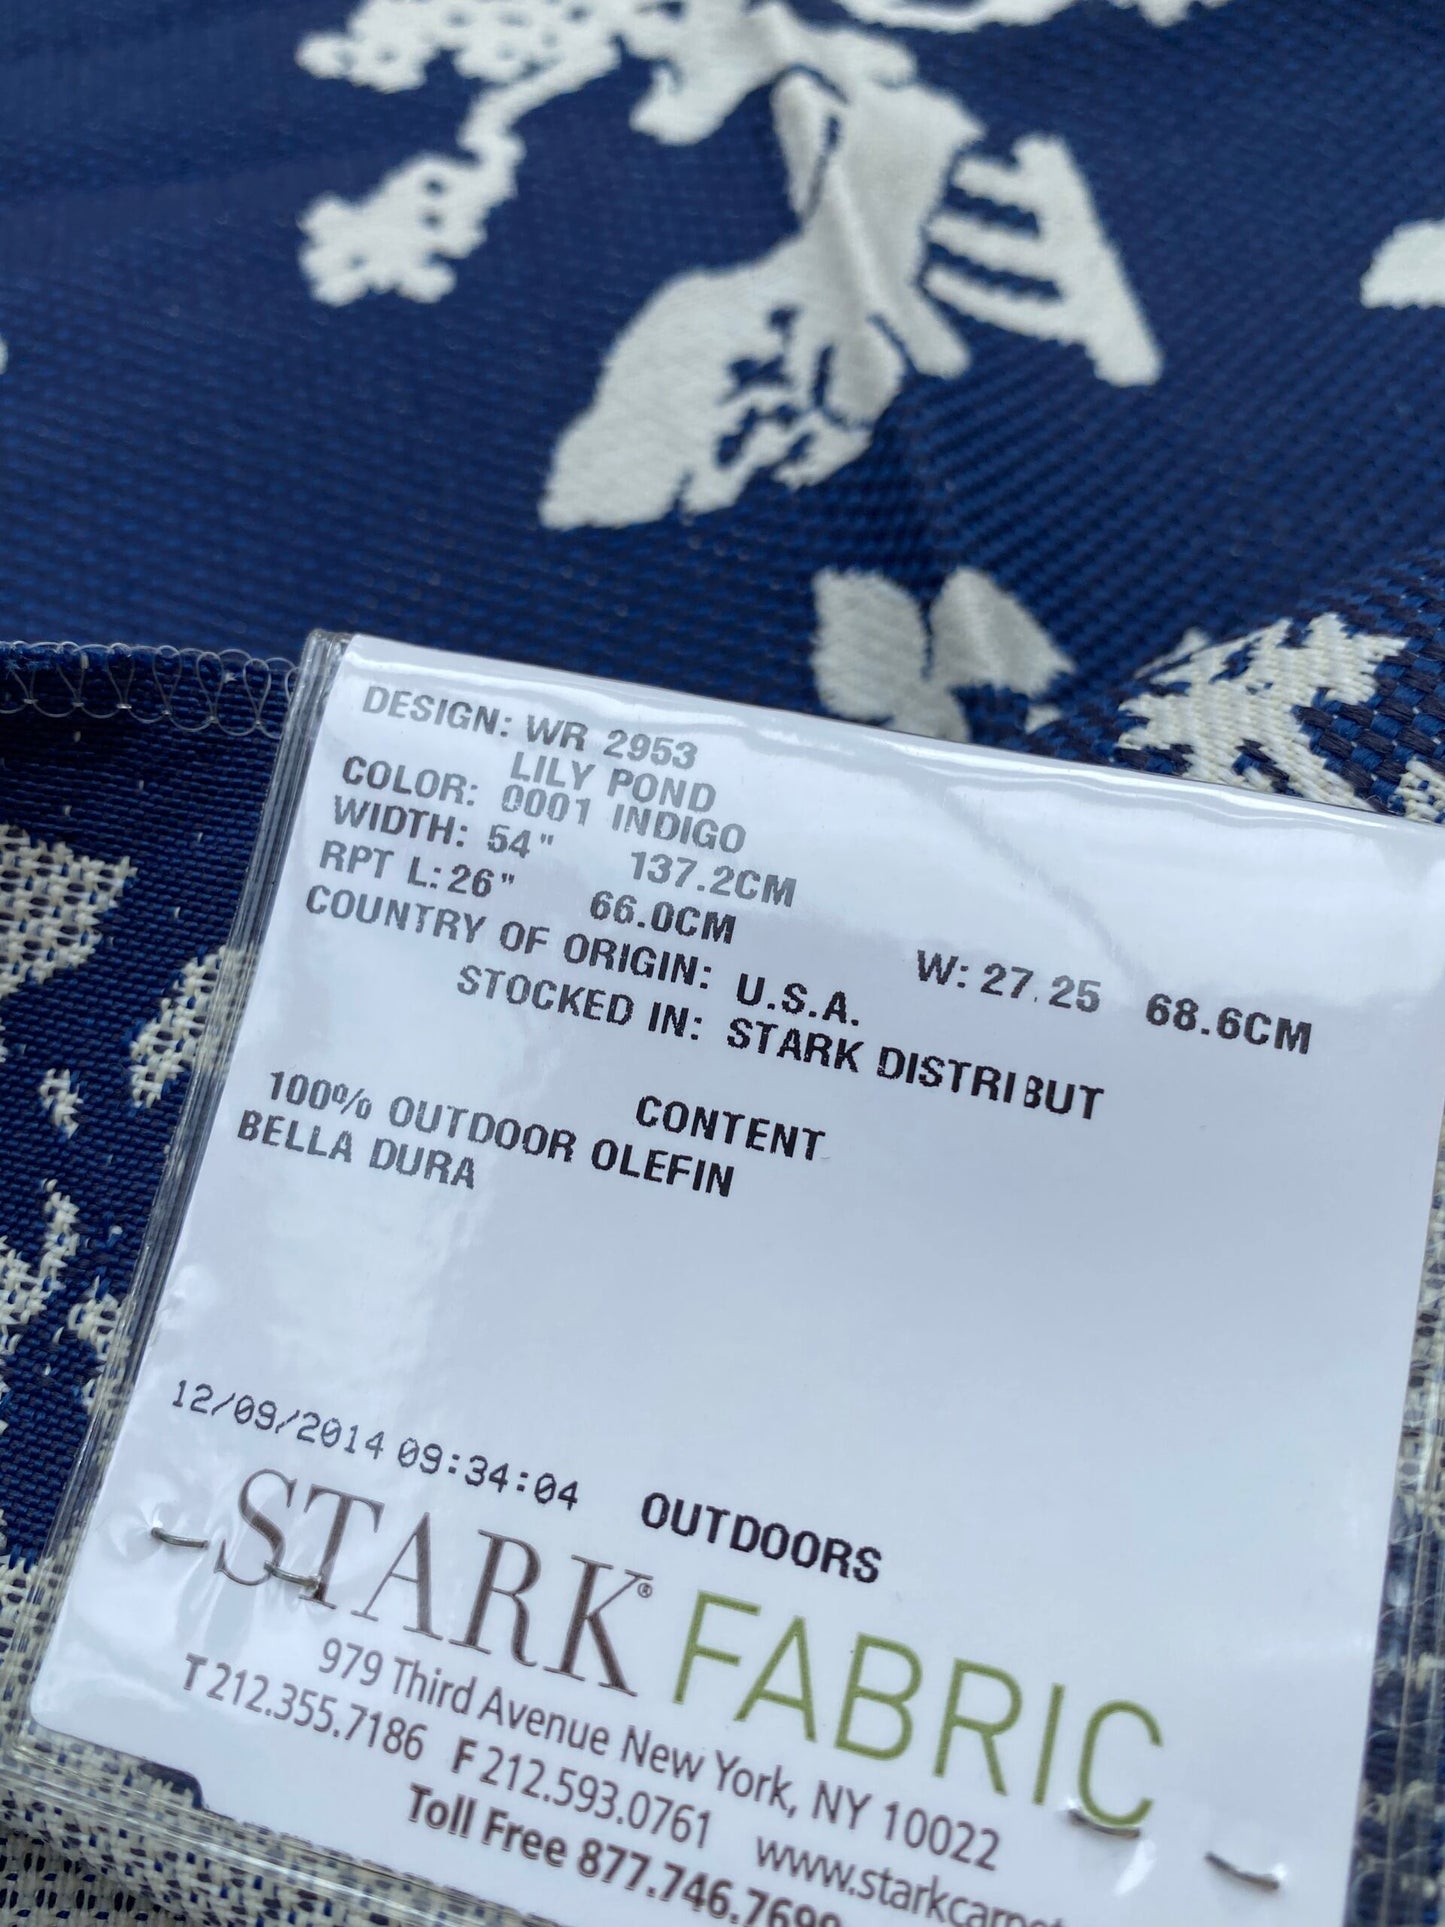 DESIGN: WR 2953
LILY POND
COLOR: 0001 INDIGO
WIDTH: 54" 137.2CM
RPT L: 26" 66.0CM W: 27.25 68.6CM
COUNTRY OF ORIGIN: U.S.A.
STOCKED IN: STARK DISTRIBUT
CONTENT
100% OUTDOOR OLEFIN
BELLA DURA
12/09/2014 09:34:04 OUTDOORS
STARK® FABRIC
979 Third Avenue New York, NY 10022
T 212.355.7186 F 212.593.0761 www.starkcarpet
Toll Free 877.746.7699